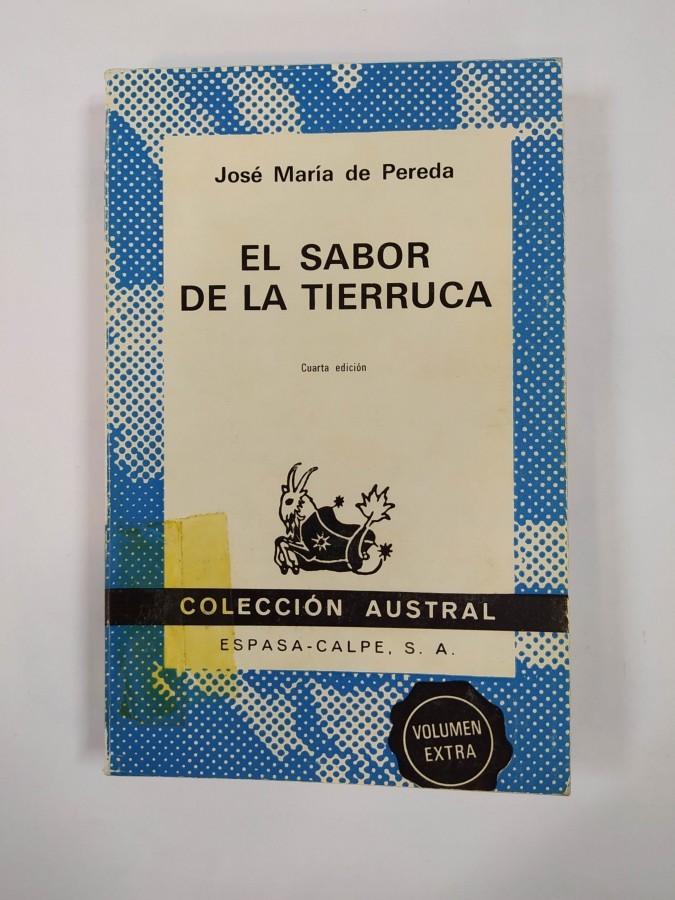 José María de Pereda
EL SABOR
DE LA TIERRUCA
Cuarta edición
COLECCIÓN AUSTRAL
ESPASA-CALPE, S. A.
VOLUMEN
EXTRA